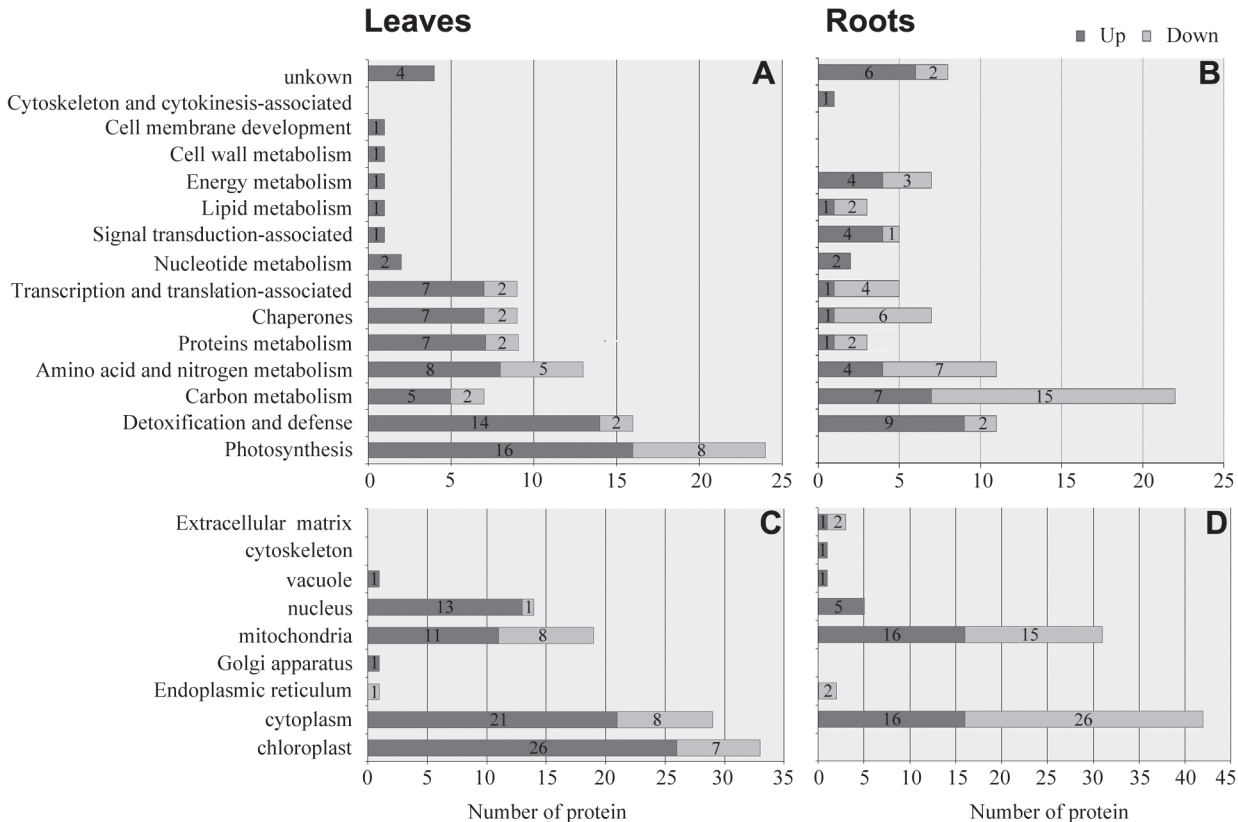 Leaves
Roots
Up Down
A
B
unkown 4 6 2
Cytoskeleton and cytokinesis-associated 1
Cell membrane development 1
Cell wall metabolism 1
Energy metabolism 1 4 3
Lipid metabolism 1 1 2
Signal transduction-associated 1 4 1
Nucleotide metabolism 2 2
Transcription and translation-associated 7 2 1 4
Chaperones 7 2 1 6
Proteins metabolism 7 2 1 2
Amino acid and nitrogen metabolism 8 5 4 7
Carbon metabolism 5 2 7 15
Detoxification and defense 14 2 9 2
Photosynthesis 16 8
0 5 10 15 20 25
0 5 10 15 20 25
C
D
Extracellular matrix 1 2
cytoskeleton 1
vacuole 1 1
nucleus 13 1 5
mitochondria 11 8 16 15
Golgi apparatus 1
Endoplasmic reticulum 1 2
cytoplasm 21 8 16 26
chloroplast 26 7
0 5 10 15 20 25 30 35
0 5 10 15 20 25 30 35 40 45
Number of protein
Number of protein